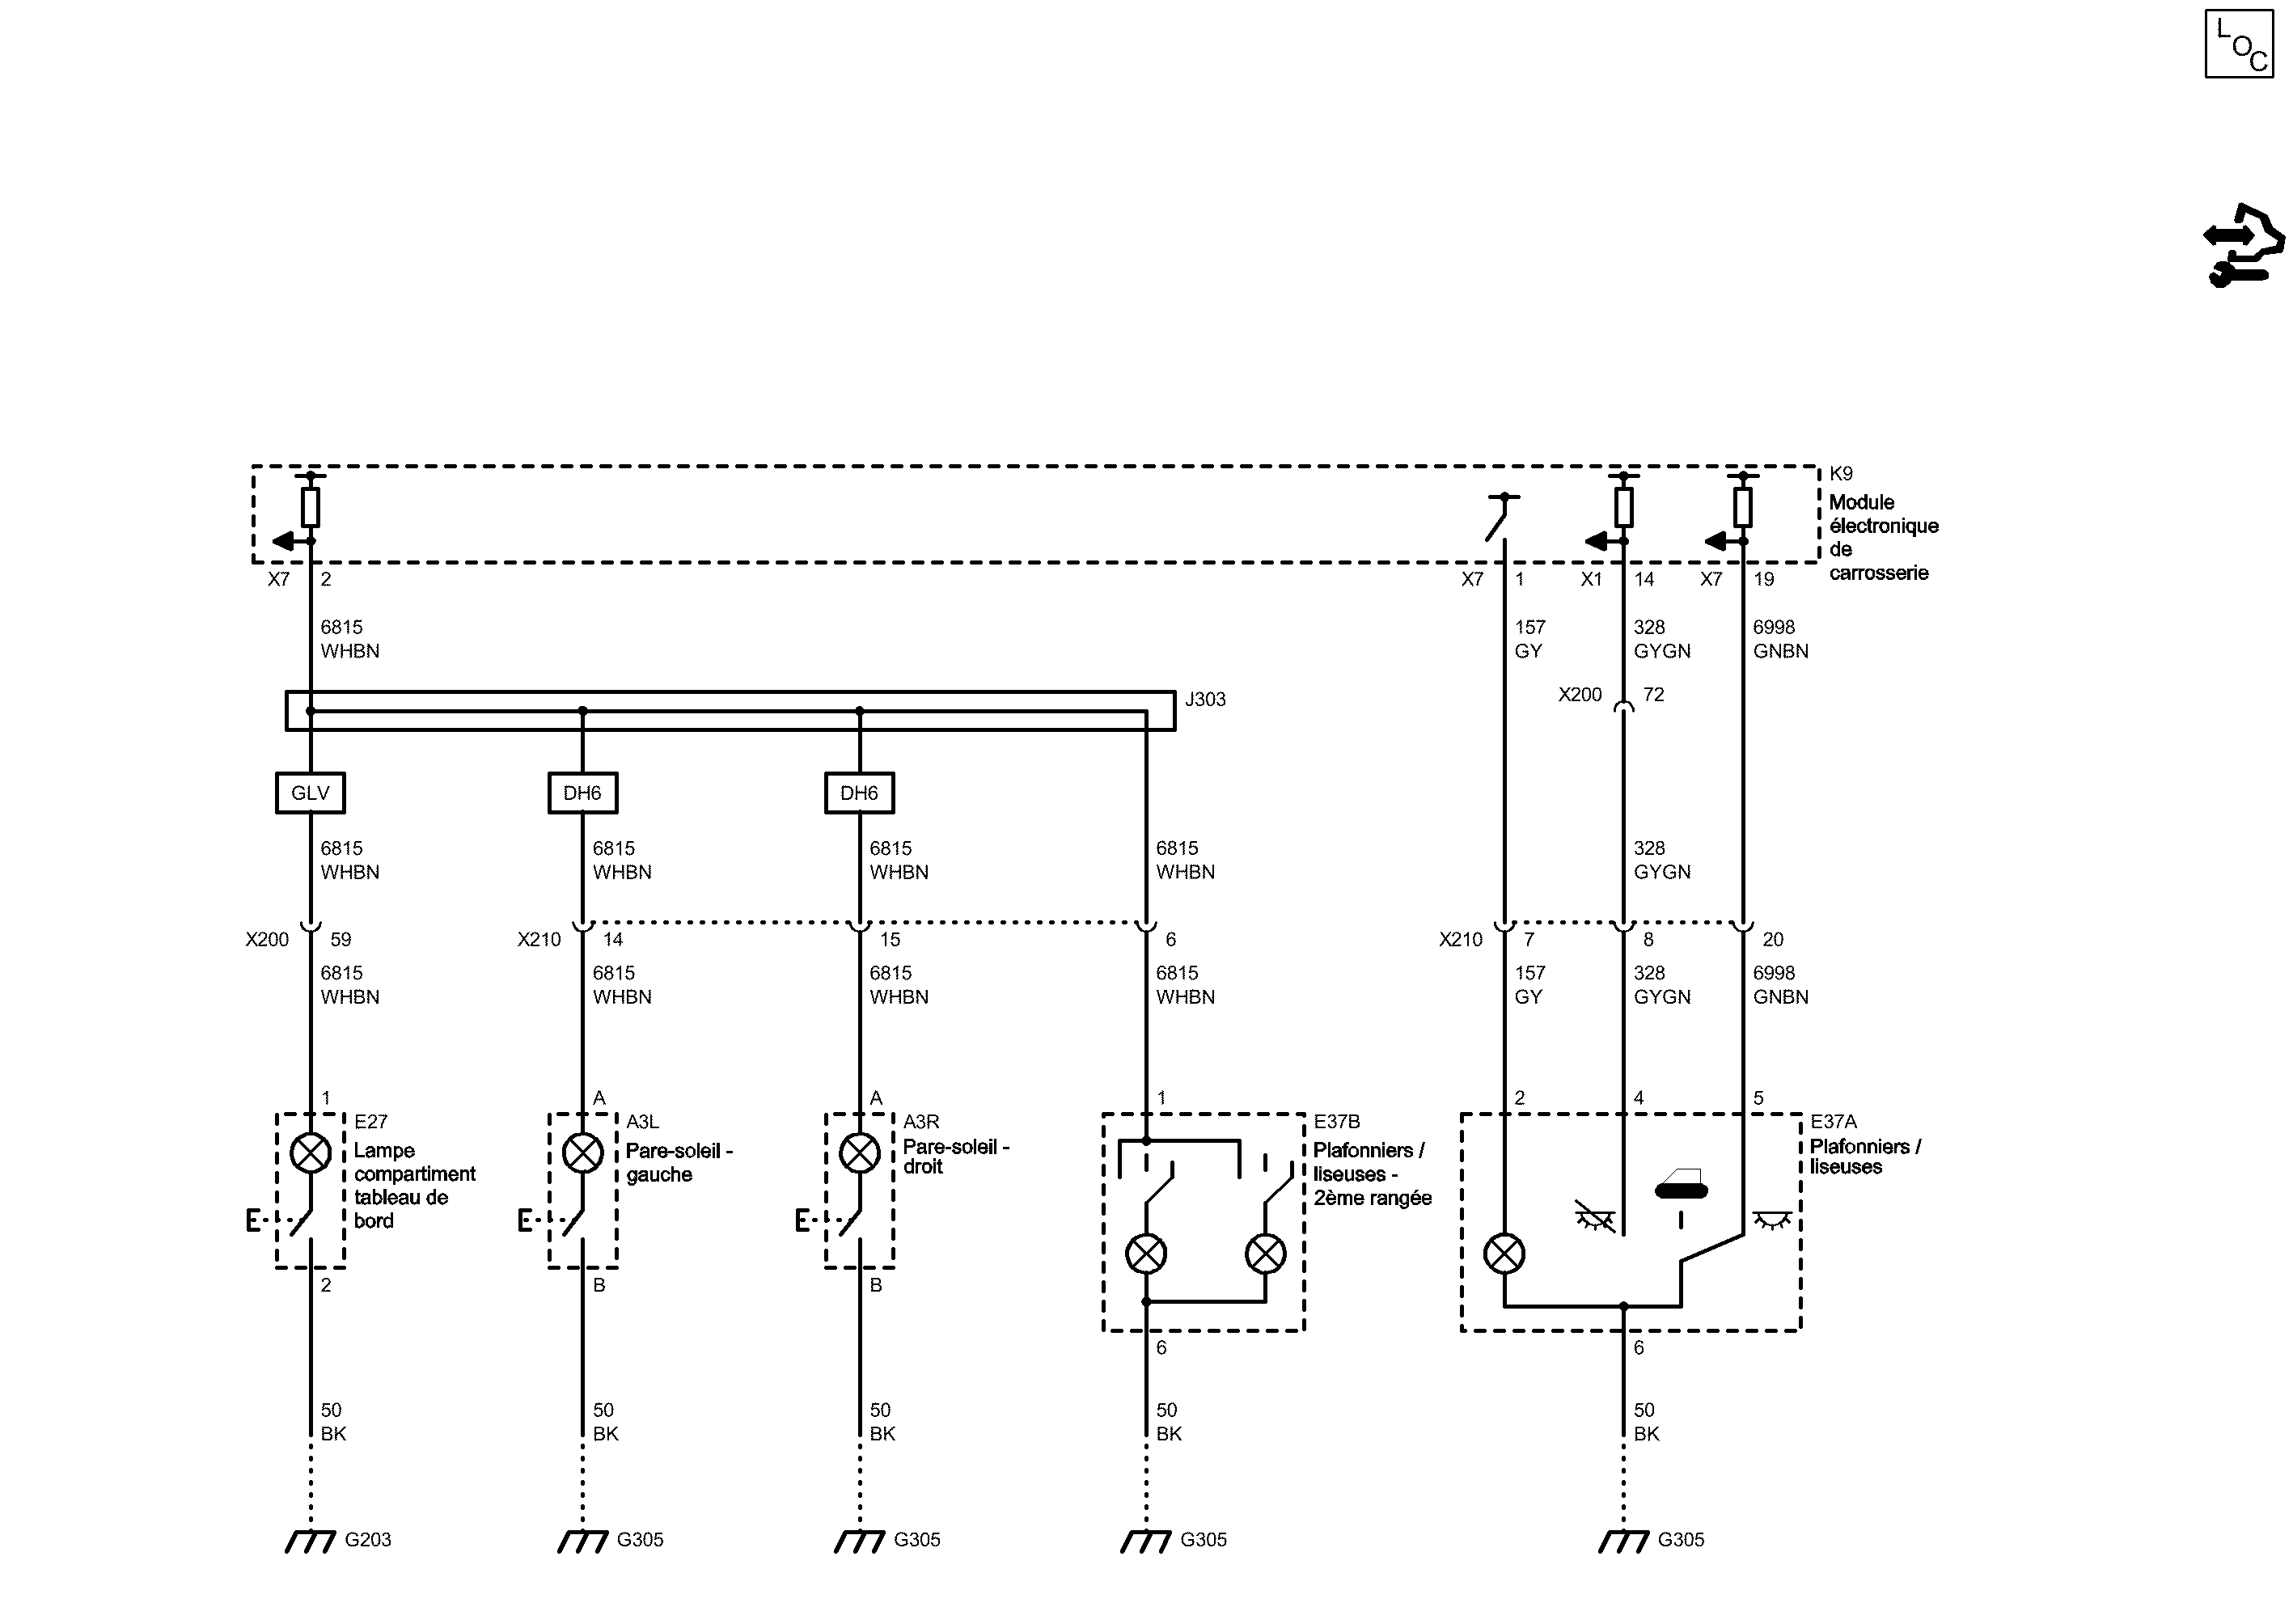 L
O
C
K9
Module
électronique
de
carrosserie
X7 2
X7 1
X1 14
X7 19
6815
WHBN
157
GY
328
GYGN
6998
GNBN
X200 72
J303
GLV
DH6
DH6
6815
WHBN
6815
WHBN
6815
WHBN
6815
WHBN
328
GYGN
X200 59
X210 14
15
6
X210 7
8
20
6815
WHBN
6815
WHBN
6815
WHBN
6815
WHBN
157
GY
328
GYGN
6998
GNBN
1
A
A
1
2
4
5
E27
Lampe
compartiment
tableau de
bord
A3L
Pare-soleil -
gauche
A3R
Pare-soleil -
droit
E37B
Plafonniers /
liseuses -
2ème rangée
E37A
Plafonniers /
liseuses
2
B
B
6
6
50
BK
50
BK
50
BK
50
BK
50
BK
G203
G305
G305
G305
G305